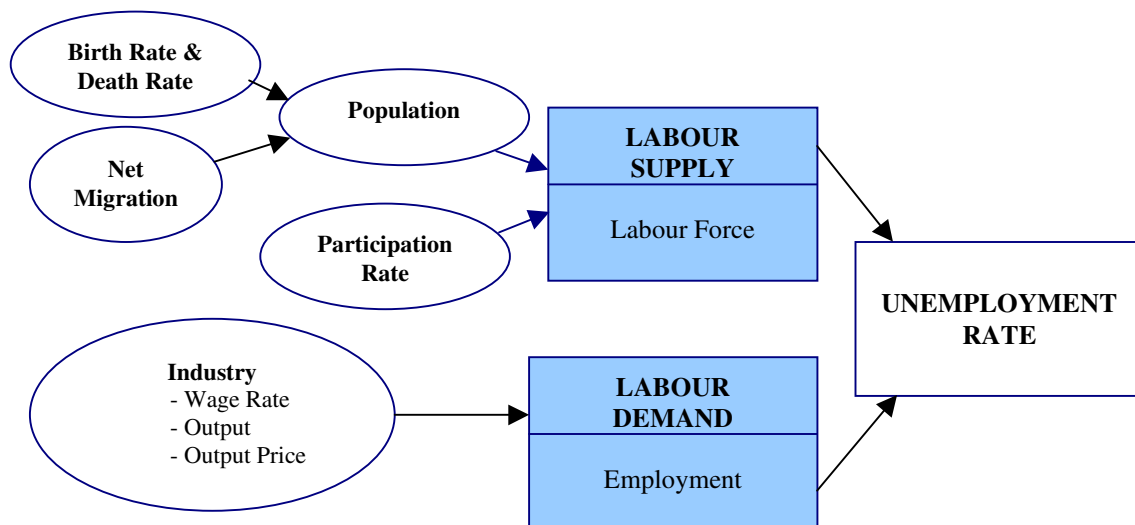 Birth Rate &
Death Rate
Population
Net
Migration
LABOUR
SUPPLY
Labour Force
Participation
Rate
UNEMPLOYMENT
RATE
Industry
- Wage Rate
- Output
- Output Price
LABOUR
DEMAND
Employment